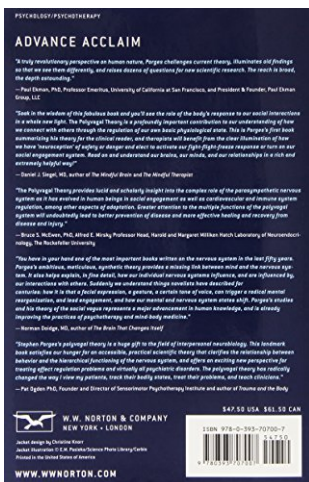 PSYCHOLOGY/PSYCHOTHERAPY
ADVANCE ACCLAIM
"A truly revolutionary perspective on human nature, Porges challenges current theory, illuminates old findings
so that we see them differently, and raises dozens of questions for new scientific research. The reach is broad,
the depth astounding."
— Paul Ekman, PhD, Professor Emeritus, University of California at San Francisco, and President & Founder, Paul Ekman
Group, LLC
"Soak in the wisdom of this fabulous book and you'll see the role of the body's response to our social interactions
in a whole new light. The Polyvagal Theory is a profoundly important contribution to our understanding of how
we connect with others through the regulation of our own basic physiological state. This is Porges's first book
summarizing his theory for the clinical reader, and therapists will benefit from the clear illumination of how
we have 'neuroception' of safety or danger and elect to activate our fight-flight-freeze response or turn on our
social engagement system. Read on and understand our brains, our minds, and our relationships in a rich and
extremely helpful way!"
— Daniel J. Siegel, MD, author of The Mindful Brain and The Mindful Therapist
"The Polyvagal Theory provides lucid and scholarly insight into the complex role of the parasympathetic nervous
system as it has evolved in human beings in social engagement as well as cardiovascular and immune system
regulation, among other aspects of adaptation. Greater attention to the multiple functions of the polyvagal
system will undoubtedly lead to better prevention of disease and more effective healing and recovery from
disease and injury."
— Bruce S. McEwen, PhD, Alfred E. Mirsky Professor Head, Harold and Margaret Milliken Hatch Laboratory of Neuroendocri-
nology, The Rockefeller University
"You have in your hand one of the most important books written on the nervous system in the last fifty years.
Porges's ambitious, meticulous, synthetic theory provides a missing link between mind and the nervous sys-
tem. It also helps explain, in fine detail, how our individual nervous systems influence, and are influenced by,
our interactions with others. Suddenly we understand things novelists have described for
centuries: how it is that a facial expression, a gesture, a certain tone of voice, can trigger a radical mental
reorientation, and lead engagement, and how our mental and nervous system states shift. Porges's studies
and his theory of the social vagus represents a major advancement in human knowledge, and is already
improving the practices of psychotherapy and mind-body medicine."
— Norman Doidge, MD, author of The Brain That Changes Itself
"Stephen Porges's polyvagal theory is a huge gift to the field of interpersonal neurobiology. This landmark
book satisfies our hunger for an accessible, practical scientific theory that clarifies the relationship between
behavior and the hierarchical functioning of the nervous system, and offers an exciting new perspective for
treating affect regulation problems and virtually all psychiatric disorders. The polyvagal theory has radically
changed the way I view my patients, track their bodily states, treat their problems, and teach clinicians."
— Pat Ogden, PhD, Founder and Director of Sensorimotor Psychotherapy Institute and author of Trauma and the Body
$47.50 USA $61.50 CAN.
W.W. NORTON & COMPANY
NEW YORK • LONDON
Jacket design by Christine Knorr
Jacket illustration © E.M. Pasieka/Science Photo Library/Corbis
Printed in the United States of America
WWW.WWNORTON.COM
ISBN 978-0-393-70700-7
54750
9 780393 707007